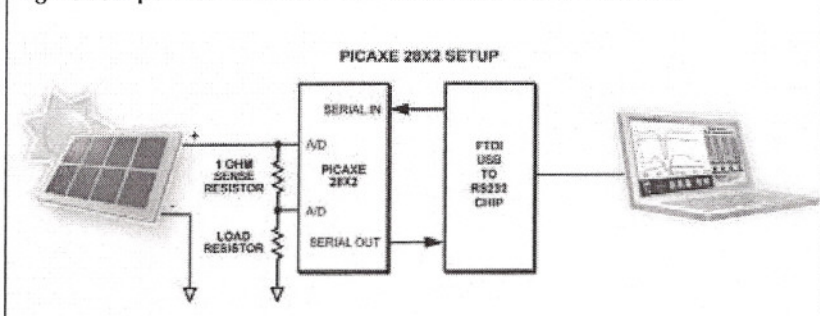 PICAXE 28X2 SETUP
SERIAL IN
+
A/D
1 OHM
SENSE
RESISTOR
PICAXE
28X2
FTDI
USB
TO
RS232
CHIP
-
A/D
LOAD
RESISTOR
SERIAL OUT